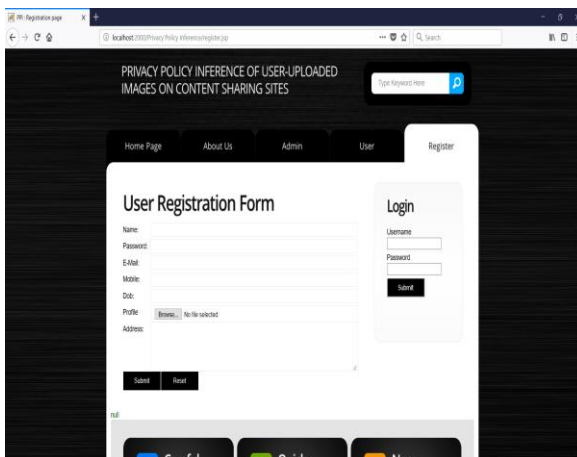 PPI: Registration page
localhost:2000/Privacy Policy Inference/register.jsp
Search
PRIVACY POLICY INFERENCE OF USER-UPLOADED
IMAGES ON CONTENT SHARING SITES
Type Keyword Here
Home Page
About Us
Admin
User
Register
User Registration Form
Name:
Password:
E-Mail:
Mobile:
Dob:
Profile
Browse... No file selected
Address:
Submit
Reset
Login
Username
Password
Submit
null